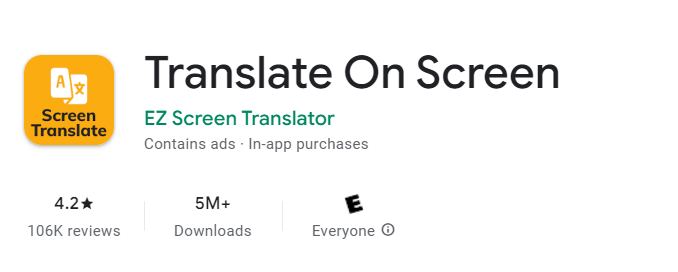 Translate On Screen
A 文
Screen
Translate
EZ Screen Translator
Contains ads · In-app purchases
4.2★
5M+
E
106K reviews
Downloads
Everyone